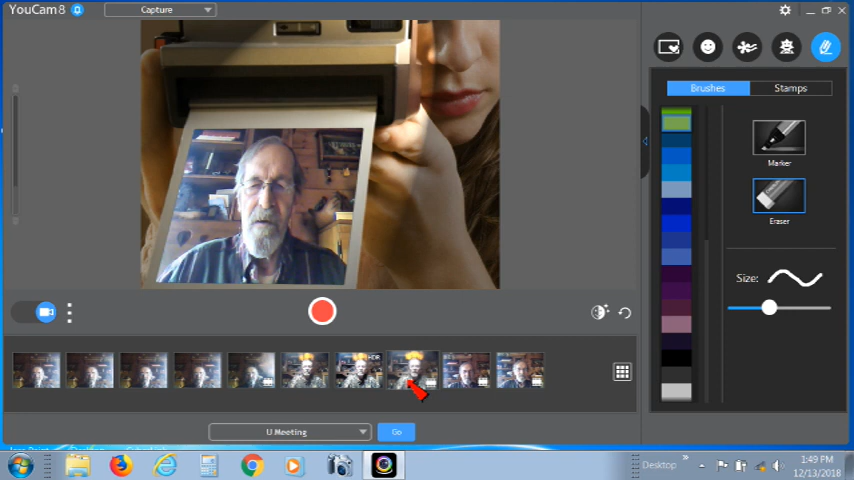 YouCam 8
Capture
Brushes
Stamps
Marker
Eraser
Size:
HDR
U Meeting
Go
Desktop
1:49 PM
12/13/2018